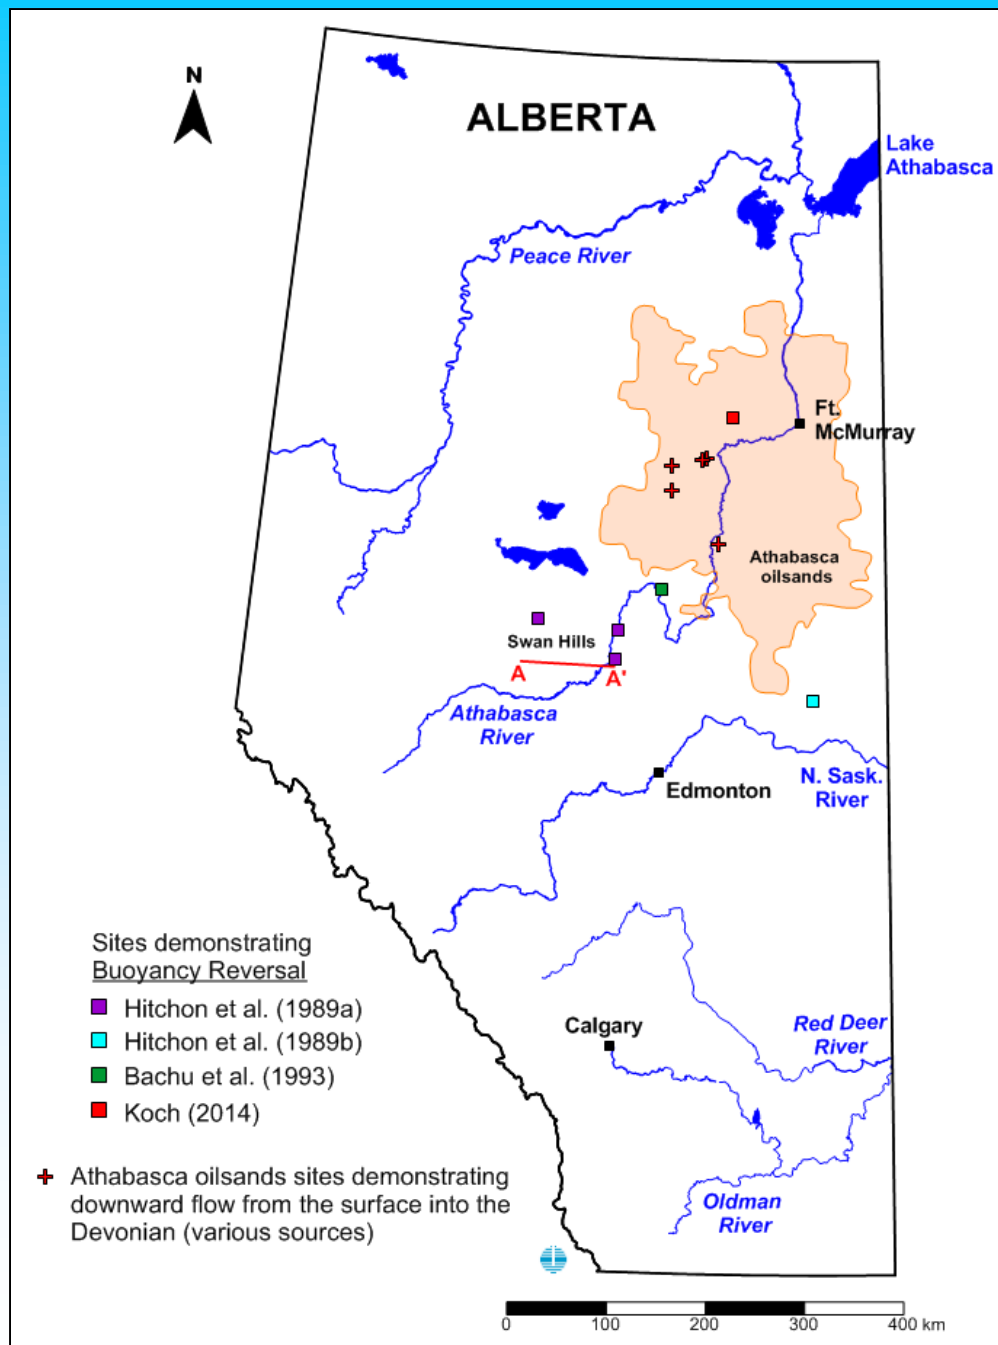 N
ALBERTA
Lake
Athabasca
Peace River
Ft.
McMurray
Athabasca
oilsands
Swan Hills
A
A'
Athabasca
River
N. Sask.
River
Edmonton
Sites demonstrating
Buoyancy Reversal
Hitchon et al. (1989a)
Hitchon et al. (1989b)
Bachu et al. (1993)
Koch (2014)
Calgary
Red Deer
River
Athabasca oilsands sites demonstrating
downward flow from the surface into the
Devonian (various sources)
Oldman
River
0 100 200 300 400 km